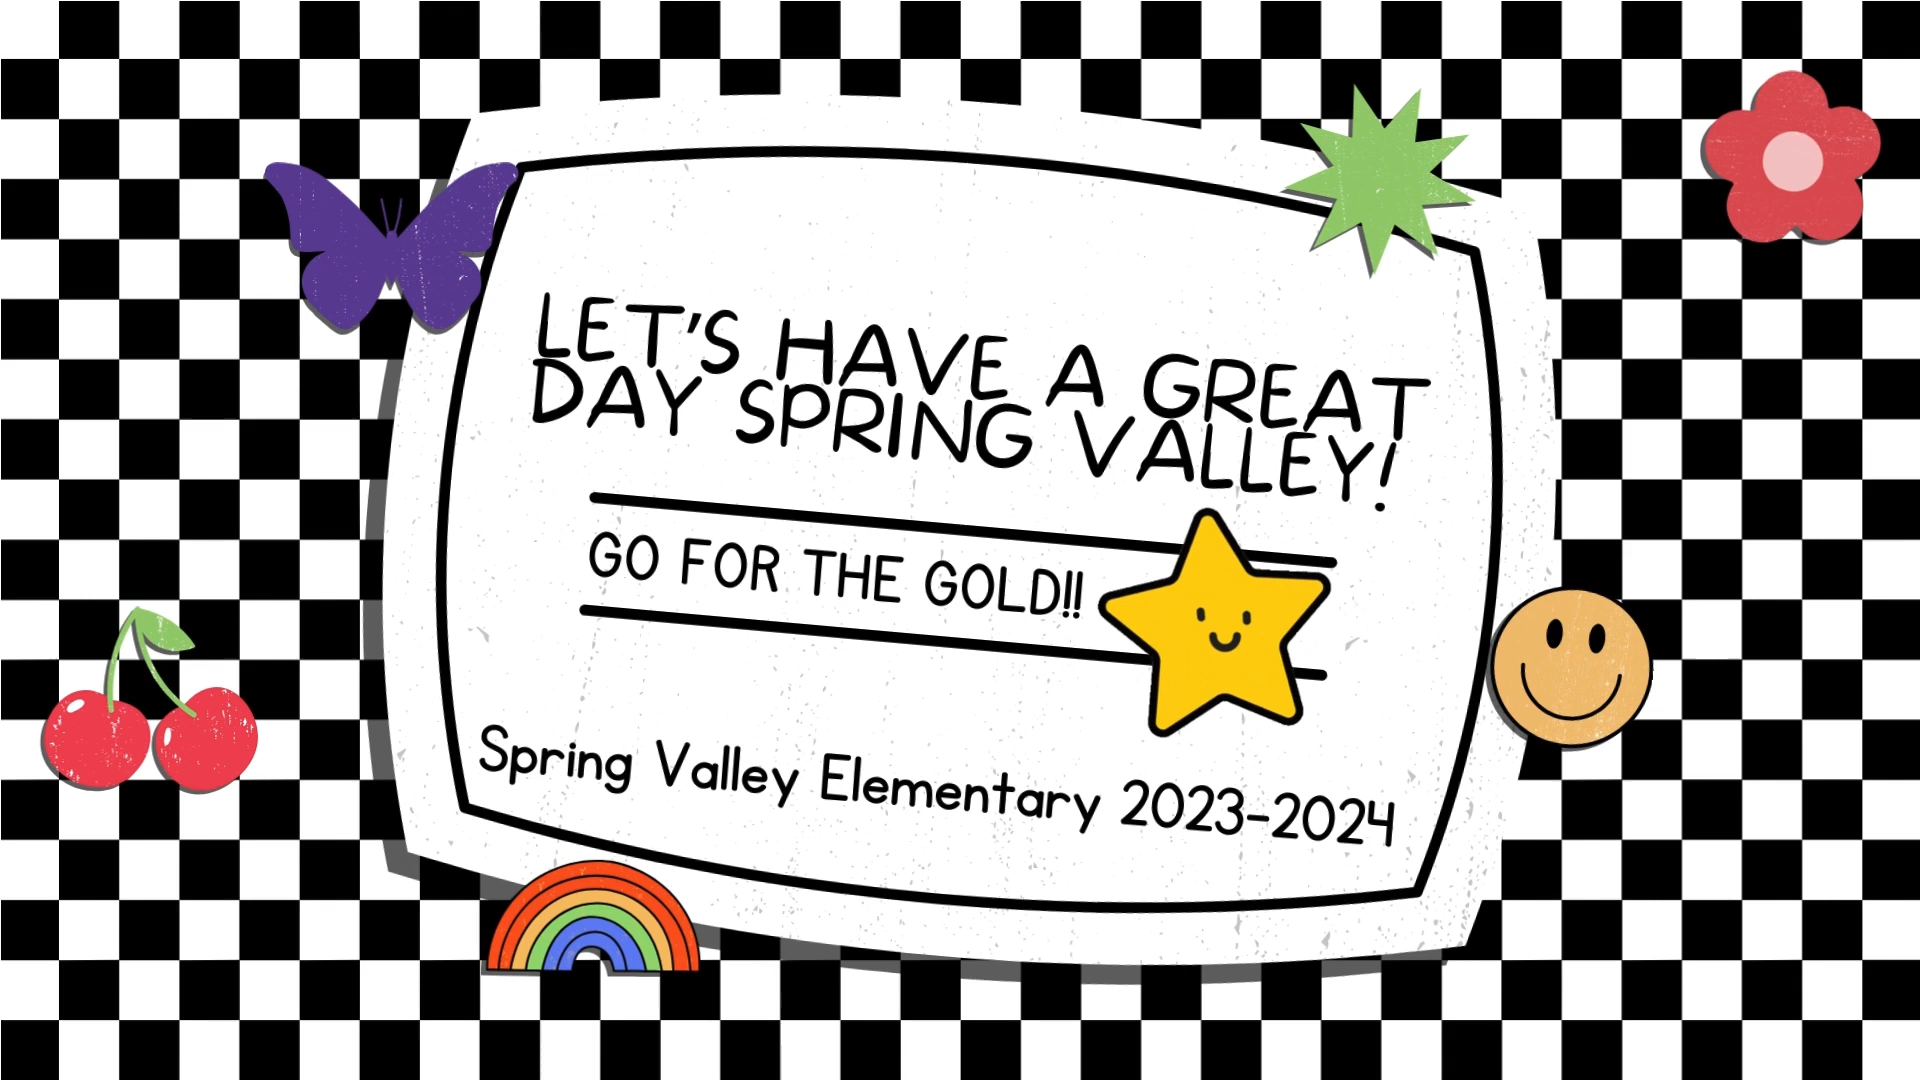 LET'S HAVE A GREAT
DAY SPRING VALLEY!
GO FOR THE GOLD!!
Spring Valley Elementary 2023-2024